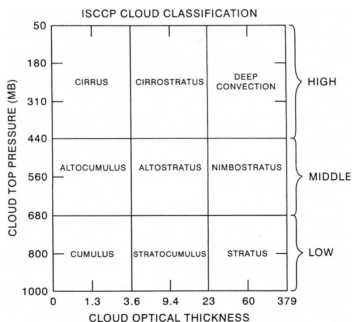 ISCCP CLOUD CLASSIFICATION
CLOUD TOP PRESSURE (MB)
50
180
310
440
560
680
800
1000
CIRRUS CIRROSTRATUS DEEP CONVECTION
HIGH
ALTOCUMULUS ALTOSTRATUS NIMBOSTRATUS
MIDDLE
CUMULUS STRATOCUMULUS STRATUS
LOW
0 1.3 3.6 9.4 23 60 379
CLOUD OPTICAL THICKNESS